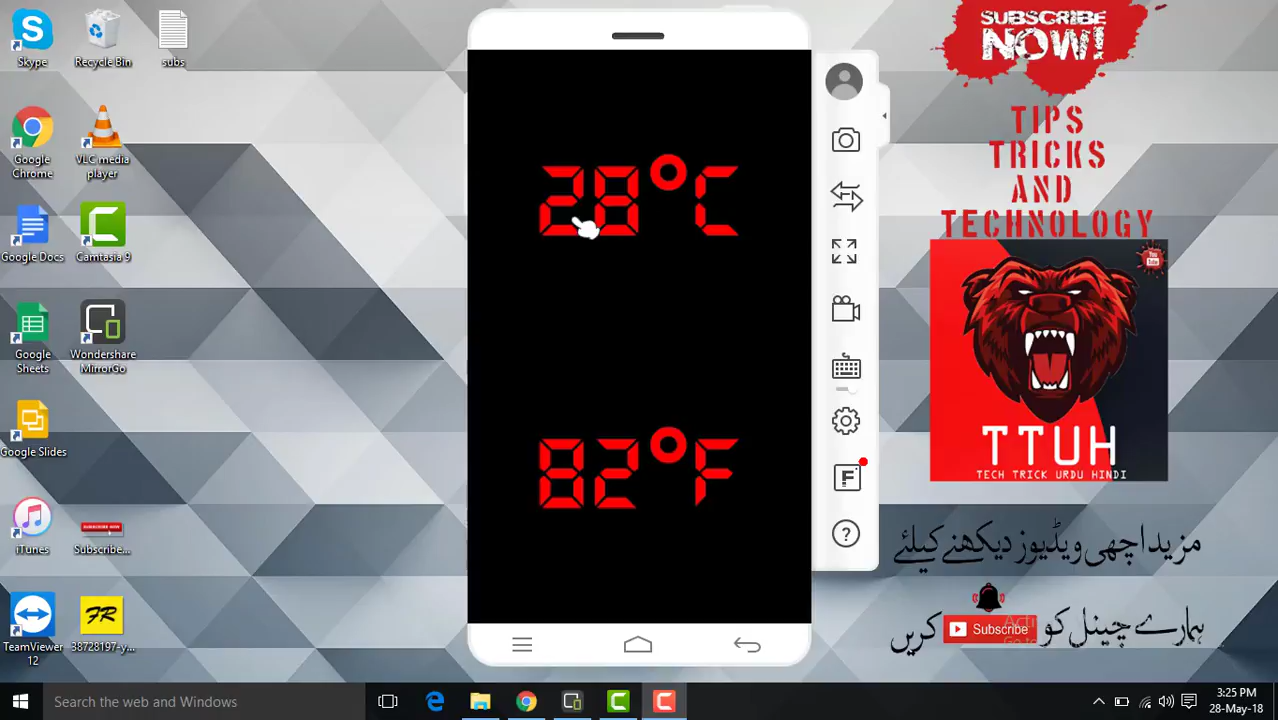 Skype
Recycle Bin
subs
Google
Chrome
VLC media
player
Google Docs
Camtasia 9
Google
Sheets
Wondershare
MirrorGo
Google Slides
iTunes
Subscribe...
TeamViewer
12
FR
38728197-y...
28°C
82°F
F
?
SUBSCRIBE
NOW!
TIPS
TRICKS
AND
TECHNOLOGY
You
Tube
TTUH
TECH TRICK URDU HINDI
مزید اچھی ویڈیوز دیکھنے کیلئے
ہمارے چینل کو Subscribe کریں
Search the web and Windows
3:25 PM
28-May-18